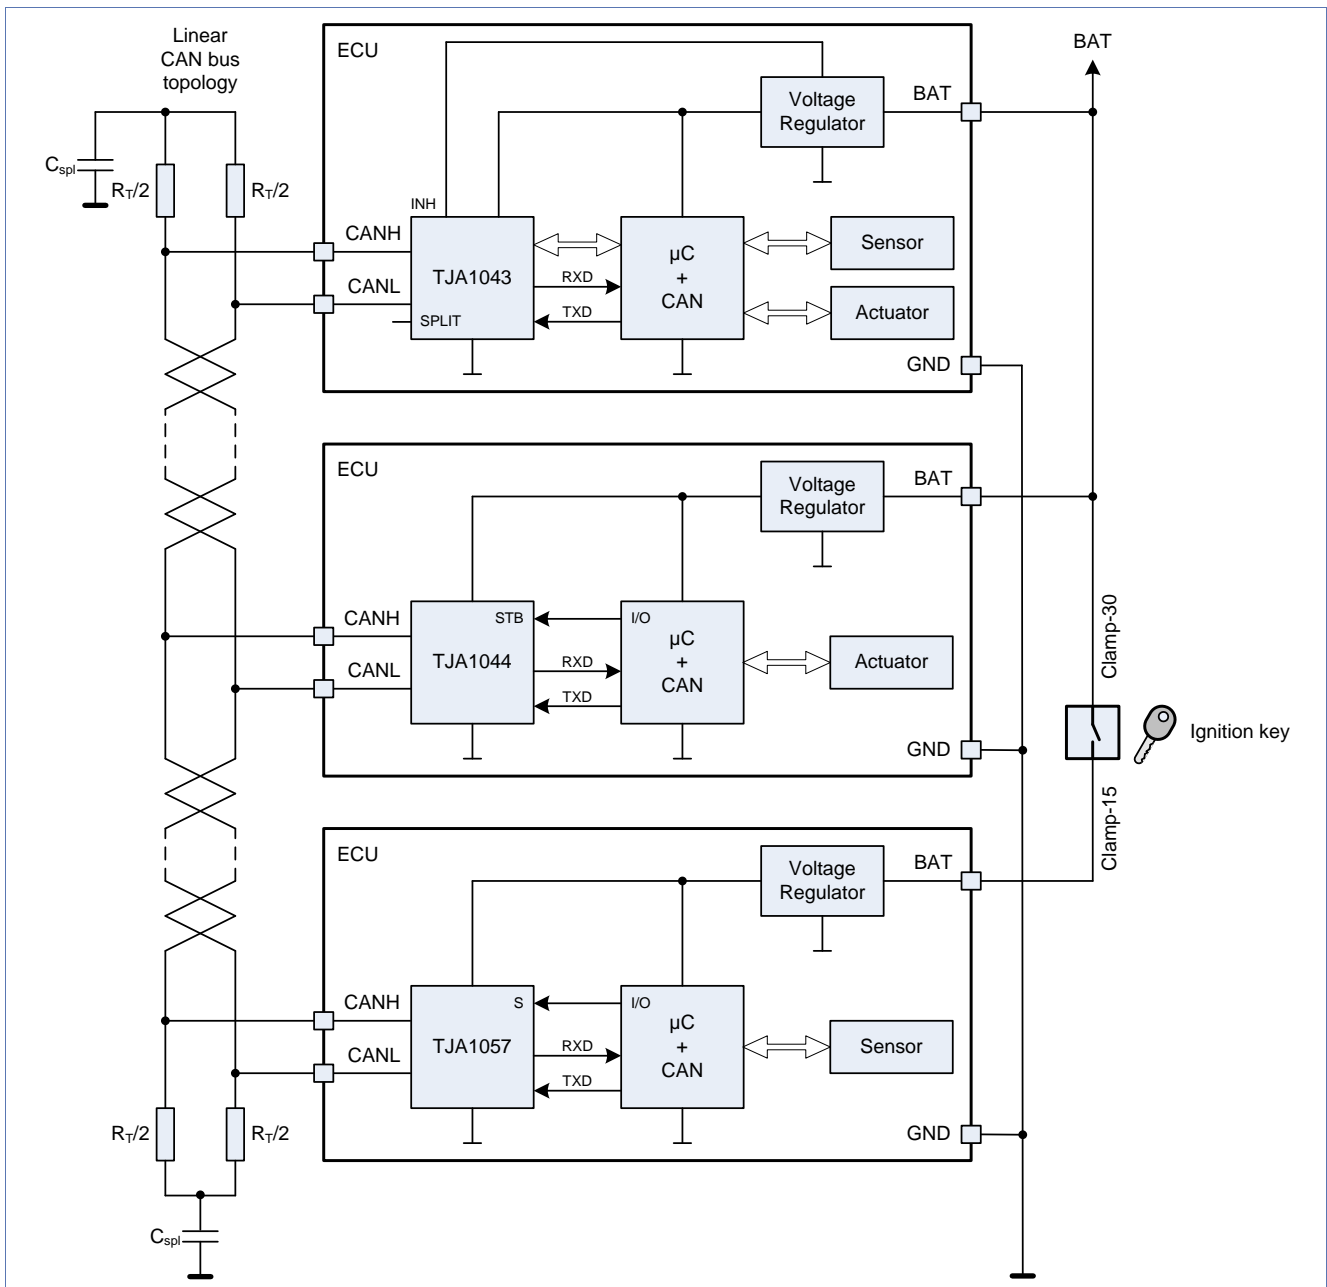 Linear
CAN bus
topology
C_spl
R_T/2
R_T/2
ECU
Voltage
Regulator
BAT
BAT
INH
CANH
CANL
TJA1043
SPLIT
RXD
TXD
µC
+
CAN
Sensor
Actuator
GND
ECU
Voltage
Regulator
BAT
CANH
CANL
STB
TJA1044
RXD
TXD
I/O
µC
+
CAN
Actuator
GND
Clamp-30
Ignition key
Clamp-15
ECU
Voltage
Regulator
BAT
CANH
CANL
S
TJA1057
RXD
TXD
I/O
µC
+
CAN
Sensor
GND
R_T/2
R_T/2
C_spl